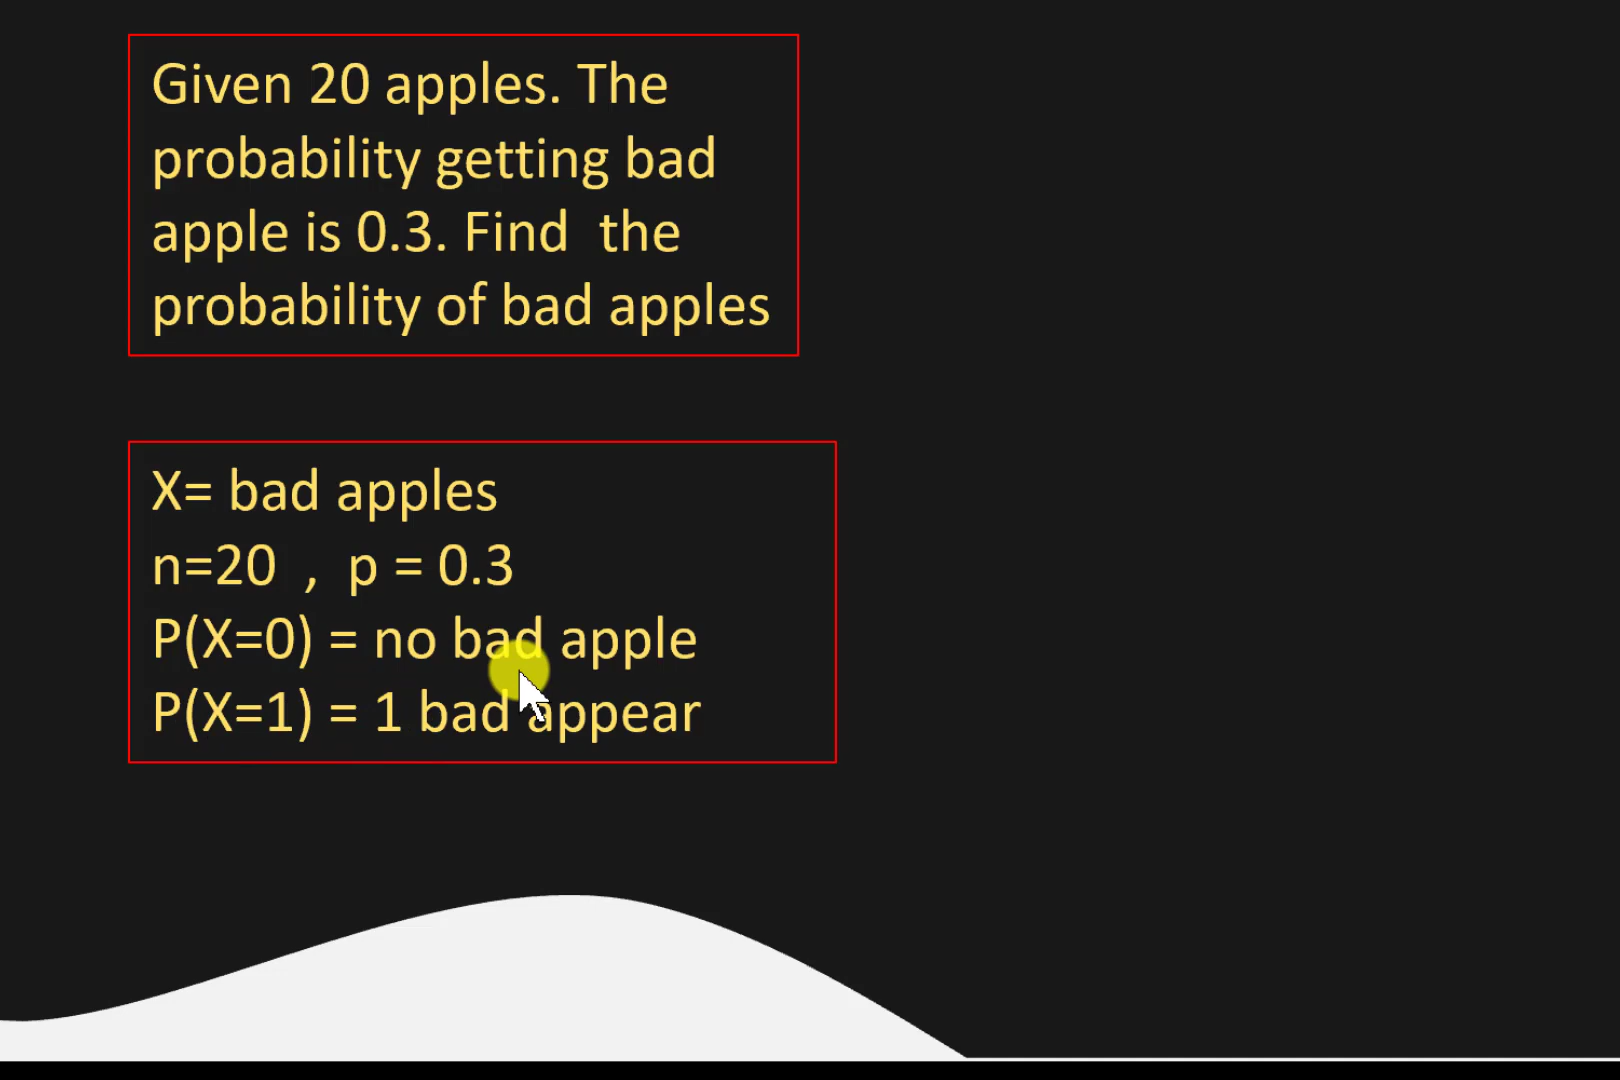 Given 20 apples. The
probability getting bad
apple is 0.3. Find  the
probability of bad apples
X= bad apples
n=20  ,  p = 0.3
P(X=0) = no bad apple
P(X=1) = 1 bad appear